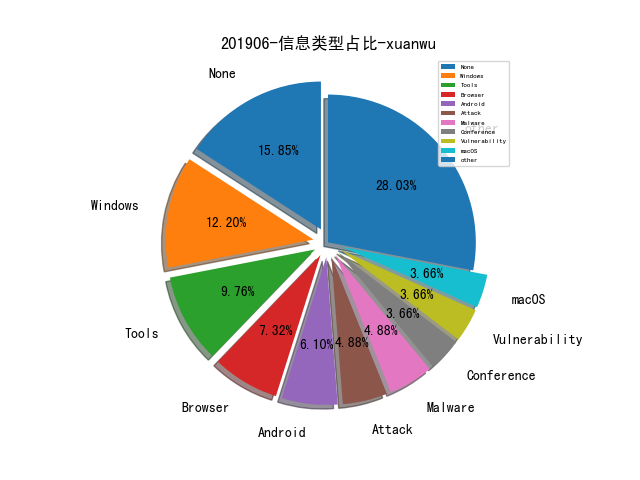 201906-信息类型占比-xuanwu
None
Windows
Tools
Browser
Android
Attack
Malware
Conference
Vulnerability
macOS
other
None
Windows
Tools
Browser
Android
Attack
Malware
Conference
Vulnerability
macOS
other
15.85%
12.20%
9.76%
7.32%
6.10%
4.88%
4.88%
3.66%
3.66%
3.66%
28.03%